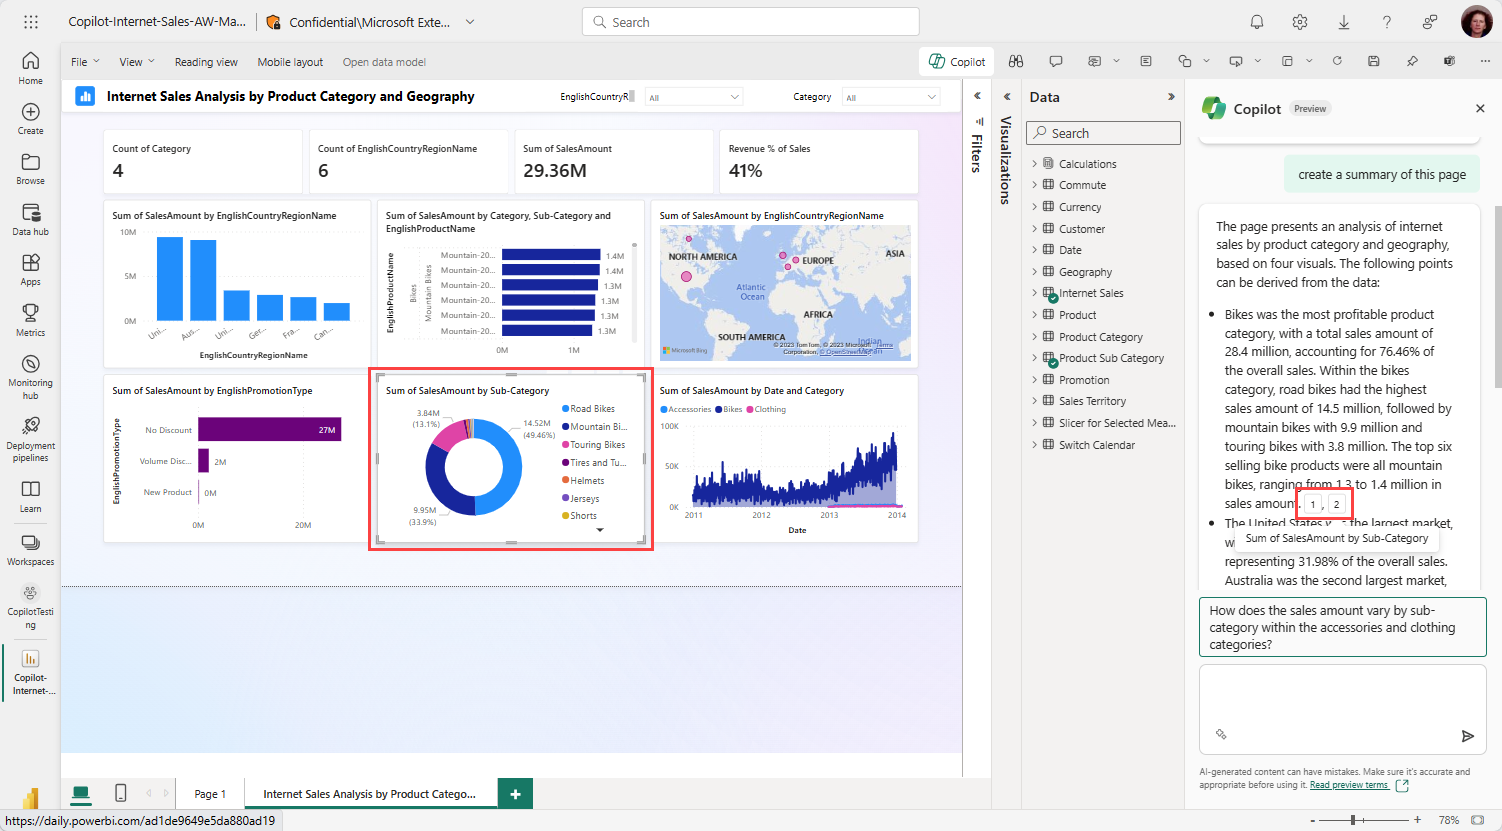 Copilot-Internet-Sales-AW-Ma...
Confidential\Microsoft Exte...
Search
File
View
Reading view
Mobile layout
Open data model
Copilot
Home
Create
Browse
Data hub
Apps
Metrics
Monitoring
hub
Deployment
pipelines
Learn
Workspaces
CopilotTesti
ng
Copilot-
Internet-...
Internet Sales Analysis by Product Category and Geography
EnglishCountryR
All
Category
All
Count of Category
4
Count of EnglishCountryRegionName
6
Sum of SalesAmount
29.36M
Revenue % of Sales
41%
Sum of SalesAmount by EnglishCountryRegionName
10M
5M
0M
Uni...
Aus...
Uni...
Ger...
Fra...
Can...
EnglishCountryRegionName
Sum of SalesAmount by Category, Sub-Category and
EnglishProductName
EnglishProductName
Bikes
Mountain Bikes
Mountain-20... 1.4M
Mountain-20... 1.4M
Mountain-20... 1.3M
Mountain-20... 1.3M
Mountain-20... 1.3M
Mountain-20... 1.3M
0M 1M
Sum of SalesAmount by EnglishCountryRegionName
NORTH AMERICA
EUROPE
ASIA
Atlantic
Ocean
AFRICA
SOUTH AMERICA
Indian
Microsoft Bing
© 2023 TomTom, © 2023 Microsoft
Corporation, © OpenStreetMap
Terms
Sum of SalesAmount by EnglishPromotionType
EnglishPromotionType
No Discount 27M
Volume Disc... 2M
New Product 0M
0M 20M
Sum of SalesAmount by Sub-Category
3.84M
(13.1%)
14.52M
(49.46%)
9.95M
(33.9%)
Road Bikes
Mountain Bi...
Touring Bikes
Tires and Tu...
Helmets
Jerseys
Shorts
Sum of SalesAmount by Date and Category
Accessories Bikes Clothing
100K
50K
0K
2011 2012 2013 2014
Date
Filters
Visualizations
Data
Search
Calculations
Commute
Currency
Customer
Date
Geography
Internet Sales
Product
Product Category
Product Sub Category
Promotion
Sales Territory
Slicer for Selected Mea...
Switch Calendar
Copilot
Preview
create a summary of this page
The page presents an analysis of internet
sales by product category and geography,
based on four visuals. The following points
can be derived from the data:
• Bikes was the most profitable product
category, with a total sales amount of
28.4 million, accounting for 76.46% of
the overall sales. Within the bikes
category, road bikes had the highest
sales amount of 14.5 million, followed by
mountain bikes with 9.9 million and
touring bikes with 3.8 million. The top six
selling bike products were all mountain
bikes, ranging from 1.3 to 1.4 million in
sales amount. 1, 2
• The United States the largest market,
Sum of SalesAmount by Sub-Category
representing 31.98% of the overall sales.
Australia was the second largest market,
How does the sales amount vary by sub-
category within the accessories and clothing
categories?
AI-generated content can have mistakes. Make sure it's accurate and
appropriate before using it. Read preview terms
Page 1
Internet Sales Analysis by Product Catego...
+
https://daily.powerbi.com/ad1de9649e5da880ad19
- + 78%